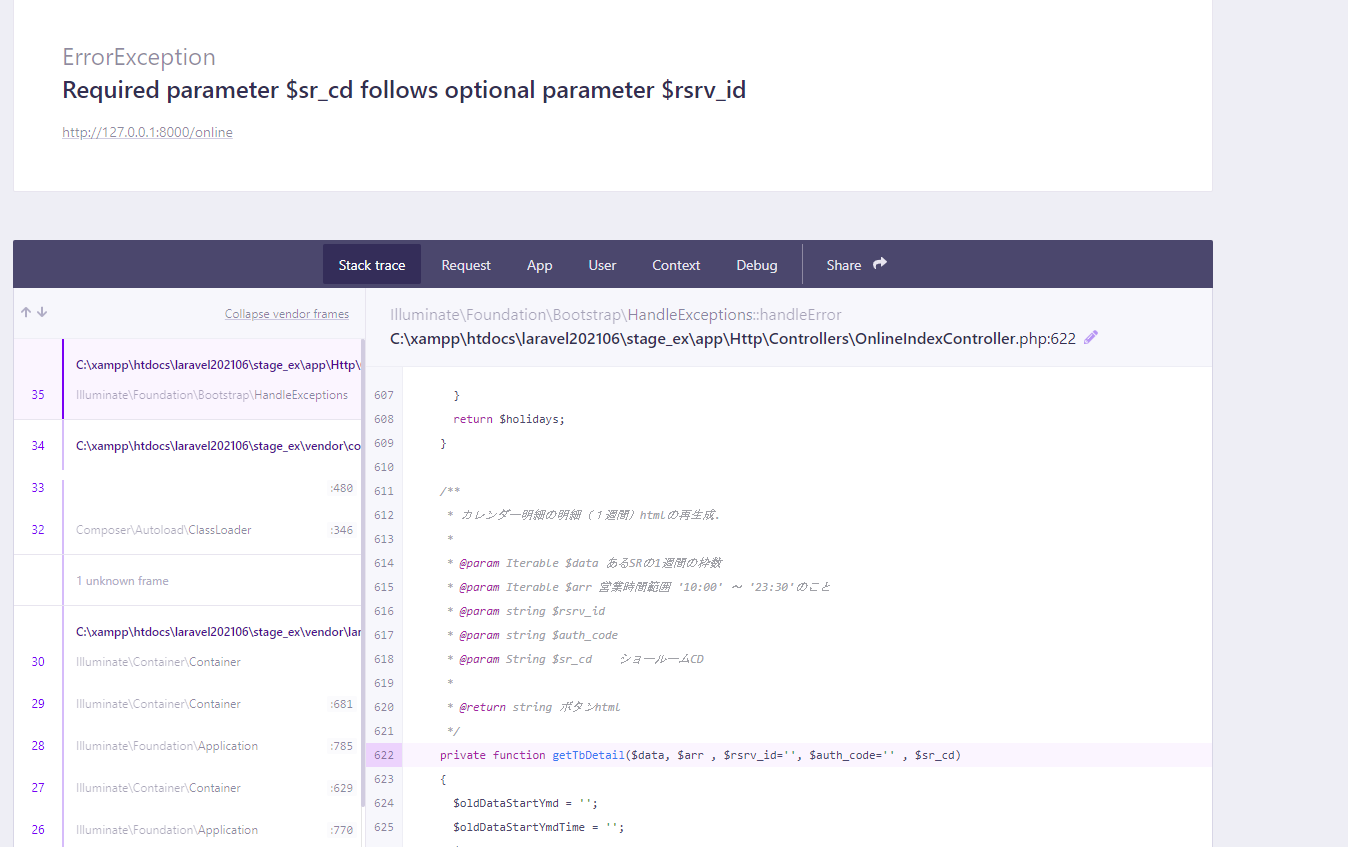 ErrorException
Required parameter $sr_cd follows optional parameter $rsrv_id
http://127.0.0.1:8000/online
Stack trace Request App User Context Debug Share
Collapse vendor frames
C:\xampp\htdocs\laravel202106\stage_ex\app\Http\
35 Illuminate\Foundation\Bootstrap\HandleExceptions
34 C:\xampp\htdocs\laravel202106\stage_ex\vendor\co
33 :480
32 Composer\Autoload\ClassLoader :346
1 unknown frame
C:\xampp\htdocs\laravel202106\stage_ex\vendor\lar
30 Illuminate\Container\Container
29 Illuminate\Container\Container :681
28 Illuminate\Foundation\Application :785
27 Illuminate\Container\Container :629
26 Illuminate\Foundation\Application :770
Illuminate\Foundation\Bootstrap\HandleExceptions::handleError
C:\xampp\htdocs\laravel202106\stage_ex\app\Http\Controllers\OnlineIndexController.php:622
607 }
608 return $holidays;
609 }
610
611 /**
612 * カレンダー明細の明細（１週間）htmlの再生成.
613 *
614 * @param Iterable $data あるSRの1週間の枠数
615 * @param Iterable $arr 営業時間範囲 '10:00' ～ '23:30'のこと
616 * @param string $rsrv_id
617 * @param string $auth_code
618 * @param String $sr_cd ショールームCD
619 *
620 * @return string ボタンhtml
621 */
622 private function getTbDetail($data, $arr , $rsrv_id='', $auth_code='' , $sr_cd)
623 {
624 $oldDataStartYmd = '';
625 $oldDataStartYmdTime = '';